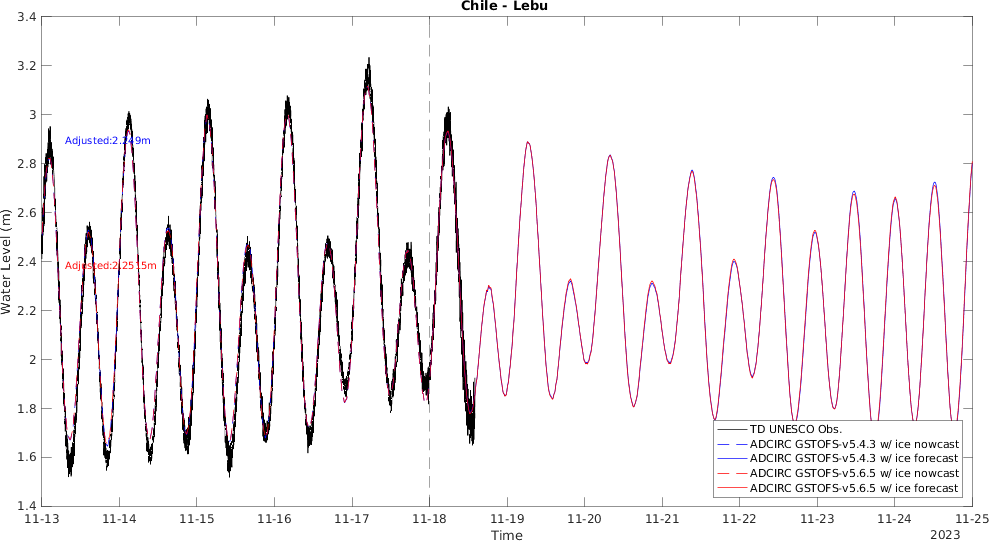 Chile - Lebu
3.4
3.2
3
2.8
2.6
2.4
2.2
2
1.8
1.6
1.4
Water Level (m)
Adjusted:2.249m
Adjusted:2.2515m
TD UNESCO Obs.
ADCIRC GSTOFS-v5.4.3 w/ ice nowcast
ADCIRC GSTOFS-v5.4.3 w/ ice forecast
ADCIRC GSTOFS-v5.6.5 w/ ice nowcast
ADCIRC GSTOFS-v5.6.5 w/ ice forecast
11-13 11-14 11-15 11-16 11-17 11-18 11-19 11-20 11-21 11-22 11-23 11-24 11-25
Time
2023